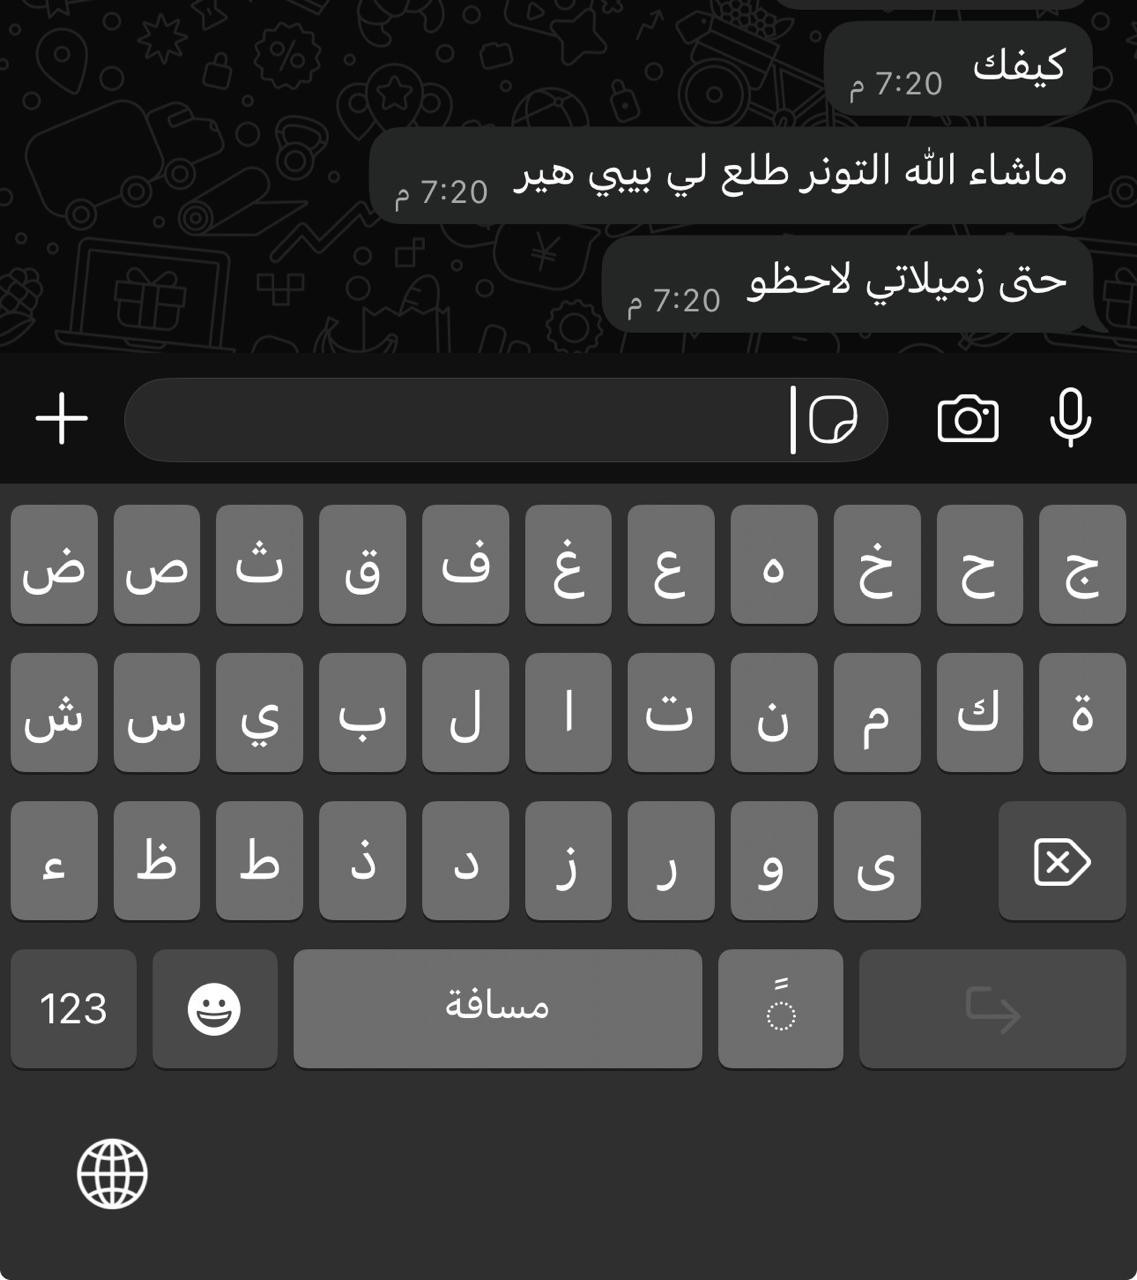 كيفك
7:20 م
ماشاء الله التونر طلع لي بيبي هير
7:20 م
حتى زميلاتي لاحظو
7:20 م
ض ص ث ق ف غ ع ه خ ح ج
ش س ي ب ل ا ت ن م ك ة
ء ظ ط ذ د ز ر و ى
123 مسافة